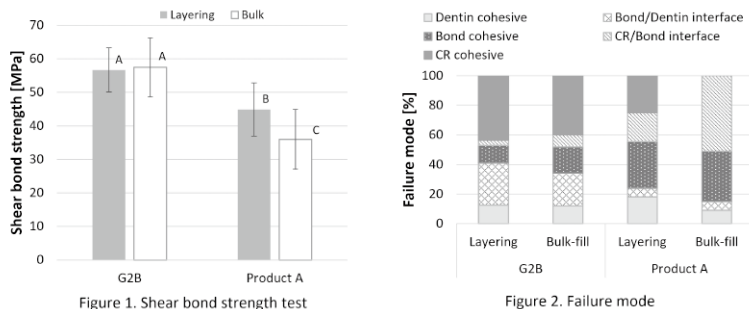 Layering Bulk
Shear bond strength [MPa]
70
60
50
40
30
20
10
0
A
A
B
C
G2B Product A
Figure 1. Shear bond strength test
Dentin cohesive Bond/Dentin interface
Bond cohesive CR/Bond interface
CR cohesive
Failure mode [%]
100
80
60
40
20
0
Layering Bulk-fill Layering Bulk-fill
G2B Product A
Figure 2. Failure mode